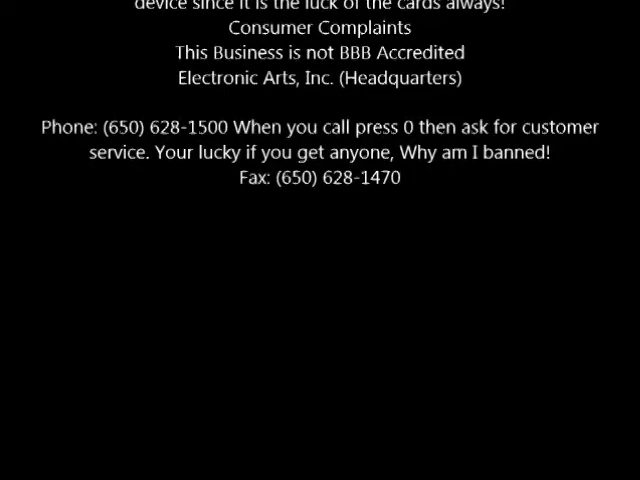 device since it is the luck of the cards always!
Consumer Complaints
This Business is not BBB Accredited
Electronic Arts, Inc. (Headquarters)
Phone: (650) 628-1500 When you call press 0 then ask for customer
service. Your lucky if you get anyone, Why am I banned!
Fax: (650) 628-1470